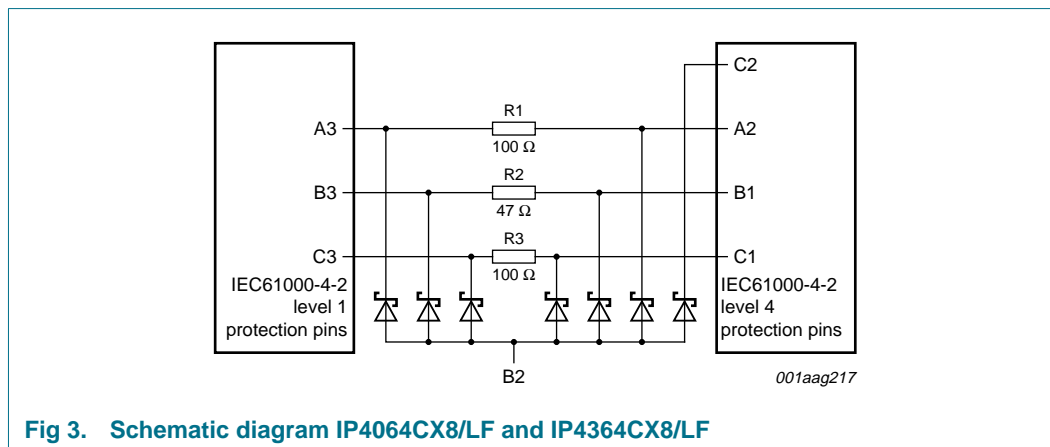 C2
R1
A3
A2
100 Ω
R2
B3
B1
47 Ω
R3
C3
C1
100 Ω
IEC61000-4-2
level 1
protection pins
IEC61000-4-2
level 4
protection pins
B2
001aag217
Fig 3. Schematic diagram IP4064CX8/LF and IP4364CX8/LF